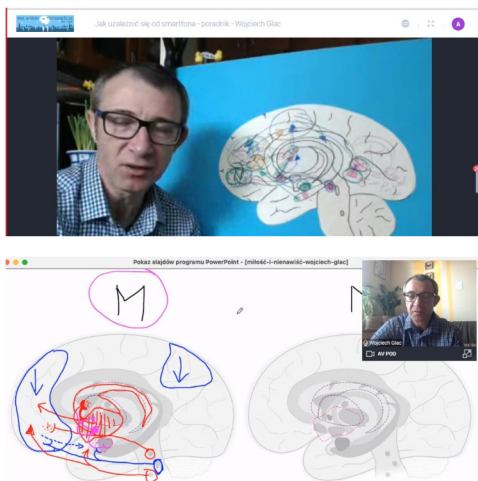 Jak uzależnić się od smartfona - poradnik - Wojciech Glac
A
Pokaz slajdów programu PowerPoint - [miłość-i-nienawiść-wojciech-glac]
M
Wojciech Glac
AV POD